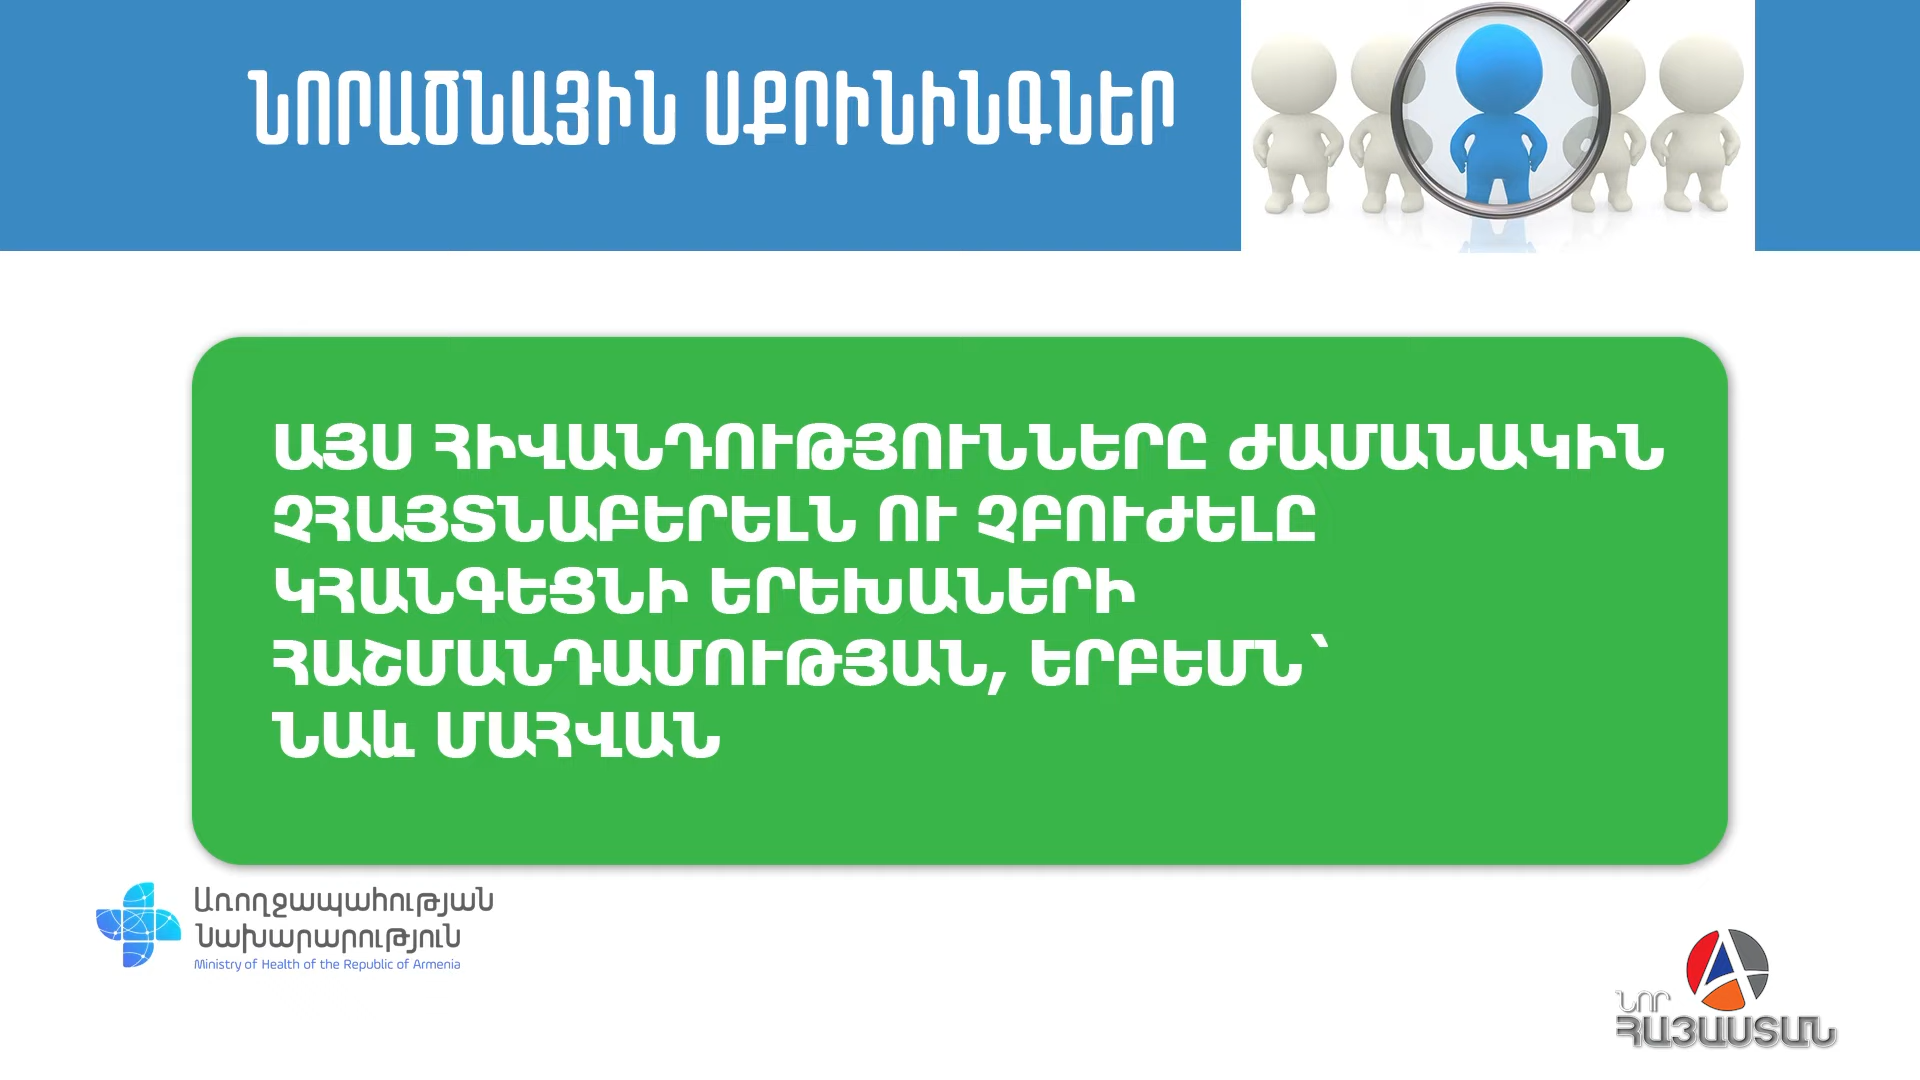 ՆՈՐԱԾՆԱՅԻՆ ՍՔՐԻՆԻՆԳՆԵՐ
ԱՅՍ ՀԻՎԱՆԴՈՒԹՅՈՒՆՆԵՐԸ ԺԱՄԱՆԱԿԻՆ
ՉՀԱՅՏՆԱԲԵՐԵԼՆ ՈՒ ՉԲՈՒԺԵԼԸ
ԿՀԱՆԳԵՑՆԻ ԵՐԵԽԱՆԵՐԻ
ՀԱՇՄԱՆԴԱՄՈՒԹՅԱՆ, ԵՐԲԵՄՆ՝
ՆԱև ՄԱՀՎԱՆ
Առողջապահության
Նախարարություն
Ministry of Health of the Republic of Armenia
ՆՈՐ
ՀԱՅԱՍՏԱՆ